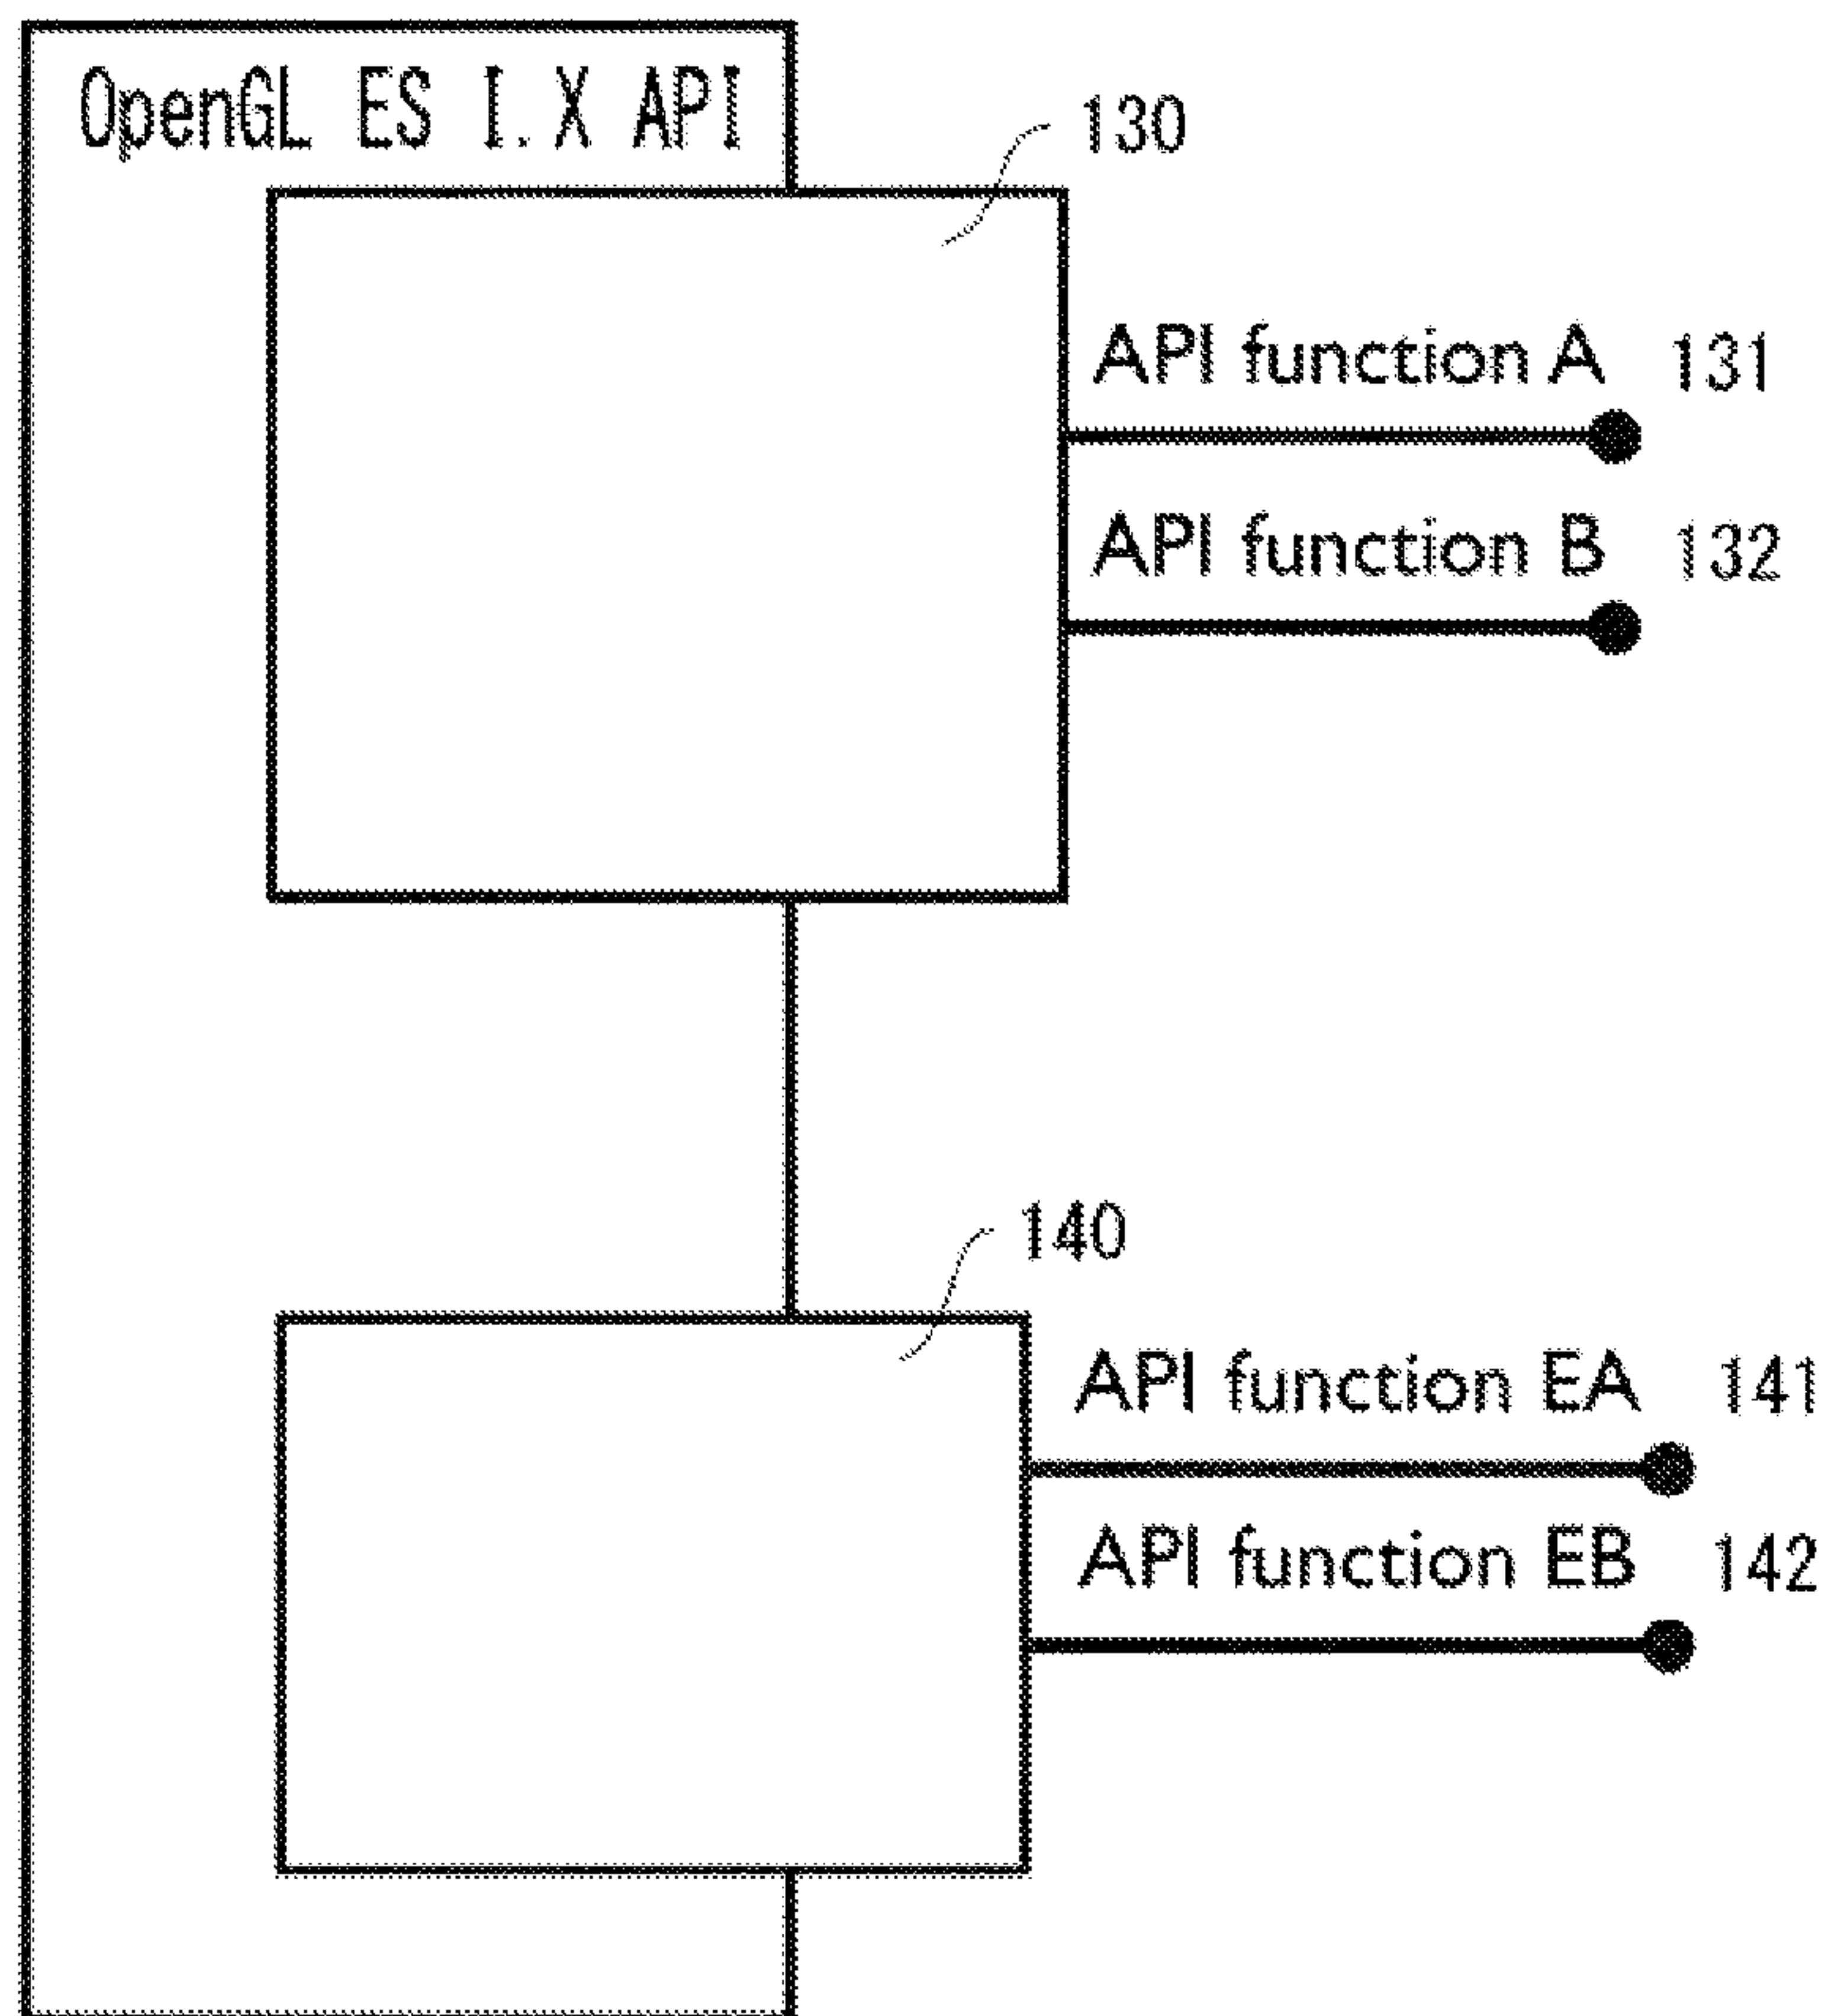 OpenGL ES I.X API
130
API function A 131
API function B 132
140
API function EA 141
API function EB 142